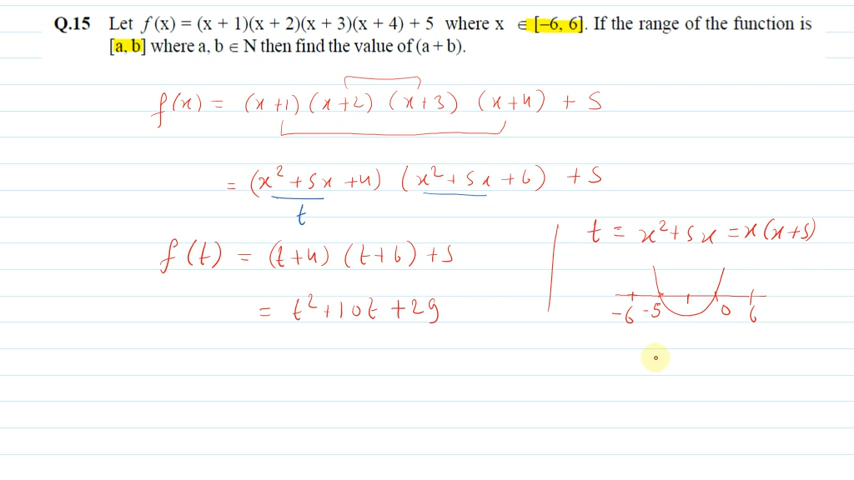 Q.15 Let f (x) = (x + 1)(x + 2)(x + 3)(x + 4) + 5 where x ∈ [–6, 6]. If the range of the function is
[a, b] where a, b ∈ N then find the value of (a + b).
f(x) = (x+1) (x+2) (x+3) (x+4) + 5
= (x² + 5x + 4) (x² + 5x + 6) + 5
t
f(t) = (t+4) (t+6) + 5
= t² + 10t + 29
t = x² + 5x = x(x+5)
-6 -5 0 6